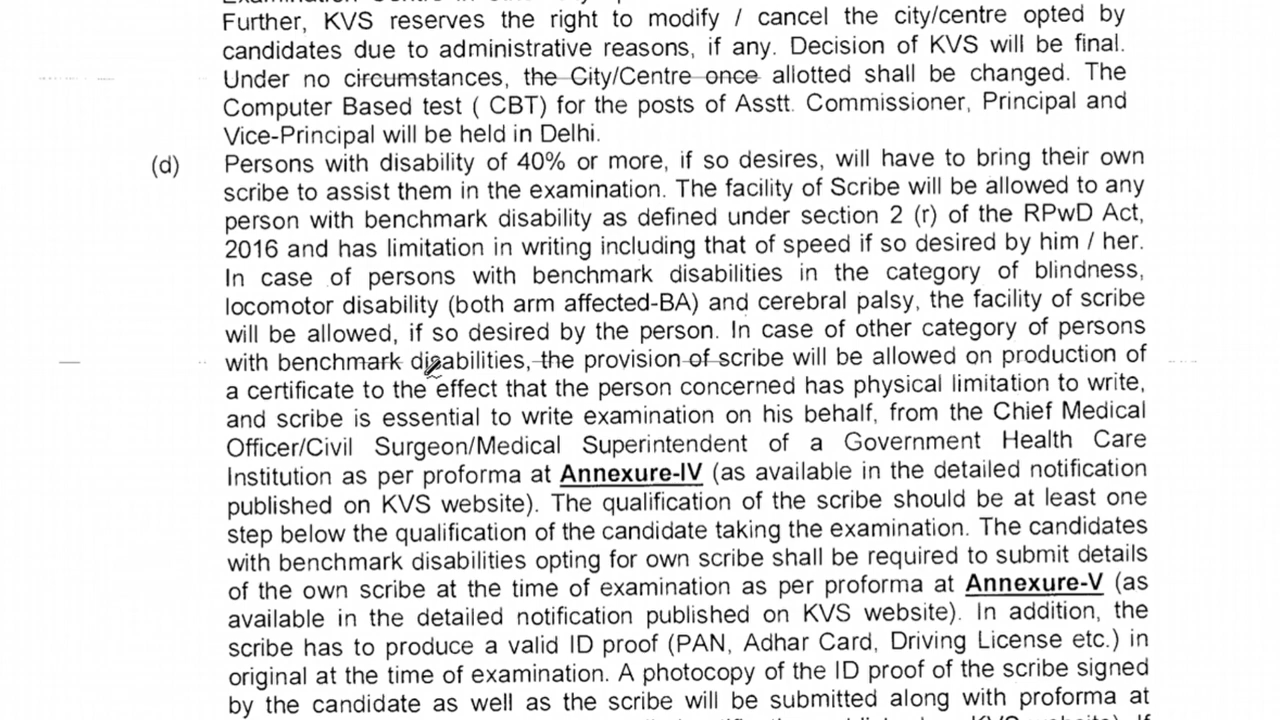 Further, KVS reserves the right to modify / cancel the city/centre opted by
candidates due to administrative reasons, if any. Decision of KVS will be final.
Under no circumstances, the City/Centre once allotted shall be changed. The
Computer Based test ( CBT) for the posts of Asstt. Commissioner, Principal and
Vice-Principal will be held in Delhi.
(d) Persons with disability of 40% or more, if so desires, will have to bring their own
scribe to assist them in the examination. The facility of Scribe will be allowed to any
person with benchmark disability as defined under section 2 (r) of the RPwD Act,
2016 and has limitation in writing including that of speed if so desired by him / her.
In case of persons with benchmark disabilities in the category of blindness,
locomotor disability (both arm affected-BA) and cerebral palsy, the facility of scribe
will be allowed, if so desired by the person. In case of other category of persons
with benchmark disabilities, the provision of scribe will be allowed on production of
a certificate to the effect that the person concerned has physical limitation to write,
and scribe is essential to write examination on his behalf, from the Chief Medical
Officer/Civil Surgeon/Medical Superintendent of a Government Health Care
Institution as per proforma at Annexure-IV (as available in the detailed notification
published on KVS website). The qualification of the scribe should be at least one
step below the qualification of the candidate taking the examination. The candidates
with benchmark disabilities opting for own scribe shall be required to submit details
of the own scribe at the time of examination as per proforma at Annexure-V (as
available in the detailed notification published on KVS website). In addition, the
scribe has to produce a valid ID proof (PAN, Adhar Card, Driving License etc.) in
original at the time of examination. A photocopy of the ID proof of the scribe signed
by the candidate as well as the scribe will be submitted along with proforma at